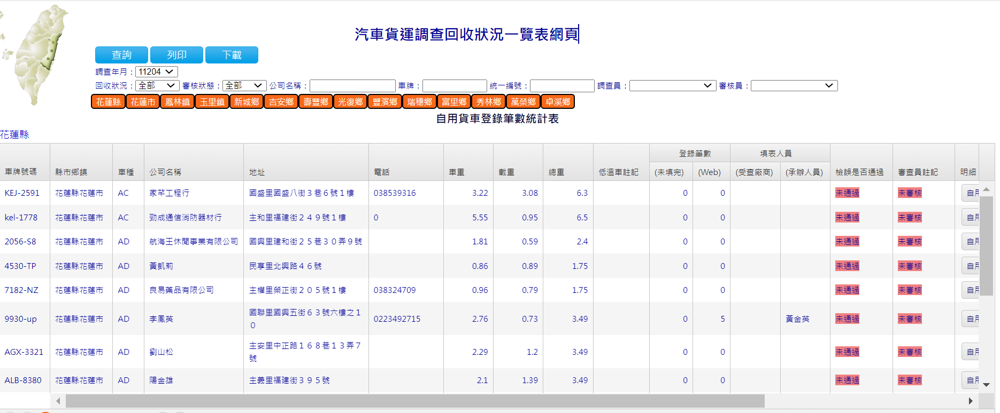 汽車貨運調查回收狀況一覽表網頁
查詢 列印 下載
調查年月：11204
回收狀況：全部 審核狀態：全部 公司名稱： 車牌： 統一編號： 調查員： 審核員：
花蓮縣 花蓮市 鳳林鎮 玉里鎮 新城鄉 吉安鄉 壽豐鄉 光復鄉 豐濱鄉 瑞穗鄉 富里鄉 秀林鄉 萬榮鄉 卓溪鄉
自用貨車登錄筆數統計表
花蓮縣
登錄筆數 填表人員
車牌號碼 縣市鄉鎮 車種 公司名稱 地址 電話 車重 載重 總重 低溫車註記 (未填完) (Web) (受查廠商) (承辦人員) 檢誤是否通過 審查員註記 明細
KEJ-2591 花蓮縣花蓮市 AC 家芊工程行 國盛里國盛八街３巷６號１樓 038539316 3.22 3.08 6.3 0 0 未通過 未審核 自用
kel-1778 花蓮縣花蓮市 AC 勁成通信消防器材行 主和里福建街２４９號１樓 0 5.55 0.95 6.5 0 0 未通過 未審核 自用
2056-S8 花蓮縣花蓮市 AD 航海王休閒事業有限公司 國興里建和街２５巷３０弄９號 1.81 0.59 2.4 0 0 未通過 未審核 自用
4530-TP 花蓮縣花蓮市 AD 黃凱莉 民享里北興路４６號 0.86 0.89 1.75 0 0 未通過 未審核 自用
7182-NZ 花蓮縣花蓮市 AD 良易藥品有限公司 主權里榮正街２０５號１樓 038324709 0.96 0.79 1.75 0 0 未通過 未審核 自用
9930-up 花蓮縣花蓮市 AD 李鳳英 國聯里國興五街６３號六樓之１０ 0223492715 2.76 0.73 3.49 0 5 黃金英 未通過 未審核 自用
AGX-3321 花蓮縣花蓮市 AD 劉山松 主安里中正路１６８巷１３弄７號 2.29 1.2 3.49 0 0 未通過 未審核 自用
ALB-8380 花蓮縣花蓮市 AD 陽金雄 主義里福建街３９５號 2.1 1.39 3.49 0 0 未通過 未審核 自用